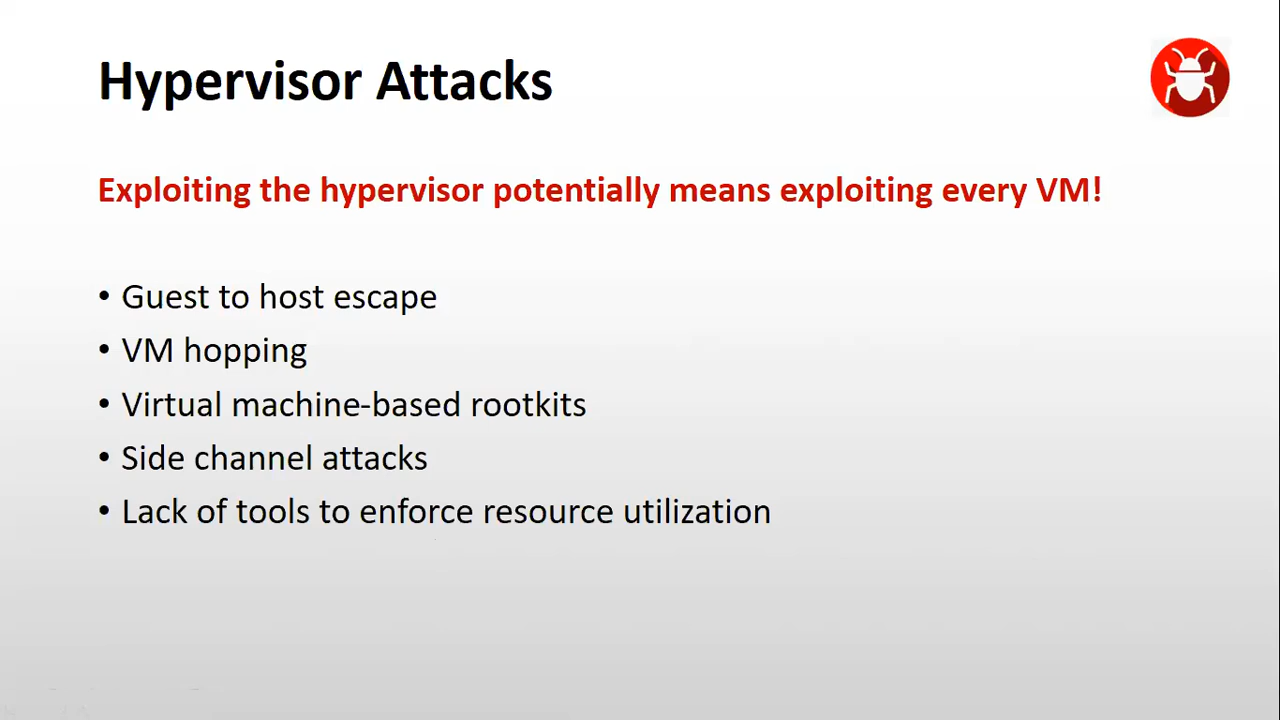 Hypervisor Attacks
Exploiting the hypervisor potentially means exploiting every VM!
• Guest to host escape
• VM hopping
• Virtual machine-based rootkits
• Side channel attacks
• Lack of tools to enforce resource utilization